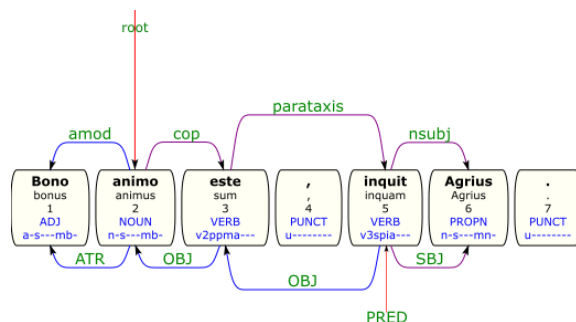 root
parataxis
amod cop nsubj
Bono animo este , inquit Agrius .
bonus animus sum , inquam Agrius .
1 2 3 4 5 6 7
ADJ NOUN VERB PUNCT VERB PROPN PUNCT
a-s---mb- n-s---mb- v2ppma--- u-------- v3spia--- n-s---mn- u--------
ATR OBJ SBJ
OBJ
PRED